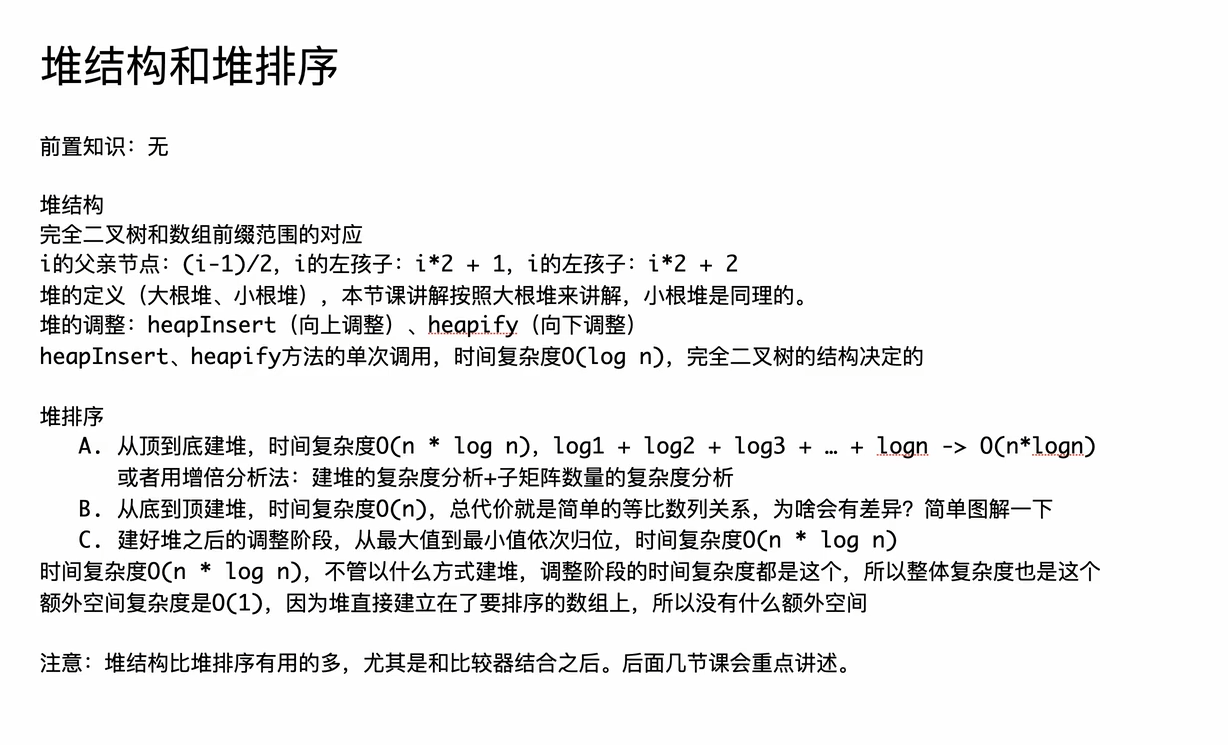 堆结构和堆排序
前置知识：无
堆结构
完全二叉树和数组前缀范围的对应
i的父亲节点：(i-1)/2，i的左孩子：i*2 + 1，i的左孩子：i*2 + 2
堆的定义（大根堆、小根堆），本节课讲解按照大根堆来讲解，小根堆是同理的。
堆的调整：heapInsert（向上调整）、heapify（向下调整）
heapInsert、heapify方法的单次调用，时间复杂度O(log n)，完全二叉树的结构决定的
堆排序
A. 从顶到底建堆，时间复杂度O(n * log n)，log1 + log2 + log3 + … + logn -> O(n*logn)
或者用增倍分析法：建堆的复杂度分析+子矩阵数量的复杂度分析
B. 从底到顶建堆，时间复杂度O(n)，总代价就是简单的等比数列关系，为啥会有差异？简单图解一下
C. 建好堆之后的调整阶段，从最大值到最小值依次归位，时间复杂度O(n * log n)
时间复杂度O(n * log n)，不管以什么方式建堆，调整阶段的时间复杂度都是这个，所以整体复杂度也是这个
额外空间复杂度是O(1)，因为堆直接建立在了要排序的数组上，所以没有什么额外空间
注意：堆结构比堆排序有用的多，尤其是和比较器结合之后。后面几节课会重点讲述。